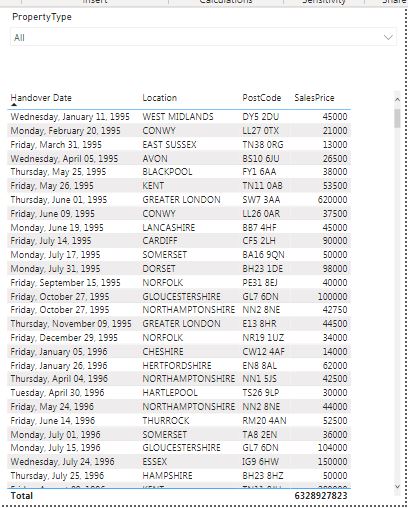 Insert Calculations Sensitivity Share
PropertyType
All
Handover Date Location PostCode SalesPrice
Wednesday, January 11, 1995 WEST MIDLANDS DY5 2DU 45000
Monday, February 20, 1995 CONWY LL27 0TX 21000
Friday, March 31, 1995 EAST SUSSEX TN38 0RG 13000
Wednesday, April 05, 1995 AVON BS10 6JU 26500
Thursday, May 25, 1995 BLACKPOOL FY1 6AA 38000
Friday, May 26, 1995 KENT TN11 0AB 53500
Thursday, June 01, 1995 GREATER LONDON SW7 3AA 620000
Friday, June 09, 1995 CONWY LL26 0AR 37500
Monday, June 19, 1995 LANCASHIRE BB7 4HF 45000
Friday, July 14, 1995 CARDIFF CF5 2LH 90000
Monday, July 17, 1995 SOMERSET BA16 9QN 50000
Monday, July 31, 1995 DORSET BH23 1DE 98000
Friday, September 15, 1995 NORFOLK PE31 8EJ 40000
Friday, October 27, 1995 GLOUCESTERSHIRE GL7 6DN 100000
Friday, October 27, 1995 NORTHAMPTONSHIRE NN2 8NE 42750
Thursday, November 09, 1995 GREATER LONDON E13 8HR 44500
Friday, December 29, 1995 NORFOLK NR19 1UZ 34000
Friday, January 05, 1996 CHESHIRE CW12 4AF 14000
Friday, January 26, 1996 HERTFORDSHIRE EN8 8AL 62000
Thursday, April 04, 1996 NORTHAMPTONSHIRE NN1 5JS 42500
Tuesday, April 30, 1996 HARTLEPOOL TS26 9LP 30000
Friday, May 24, 1996 NORTHAMPTONSHIRE NN2 8NE 44000
Friday, June 14, 1996 THURROCK RM20 4AN 52500
Monday, July 01, 1996 SOMERSET TA8 2EN 36000
Monday, July 15, 1996 GLOUCESTERSHIRE GL7 6DN 104000
Wednesday, July 24, 1996 ESSEX IG9 6HW 150000
Thursday, July 25, 1996 HAMPSHIRE BH23 8HZ 50000
Total 6328927823